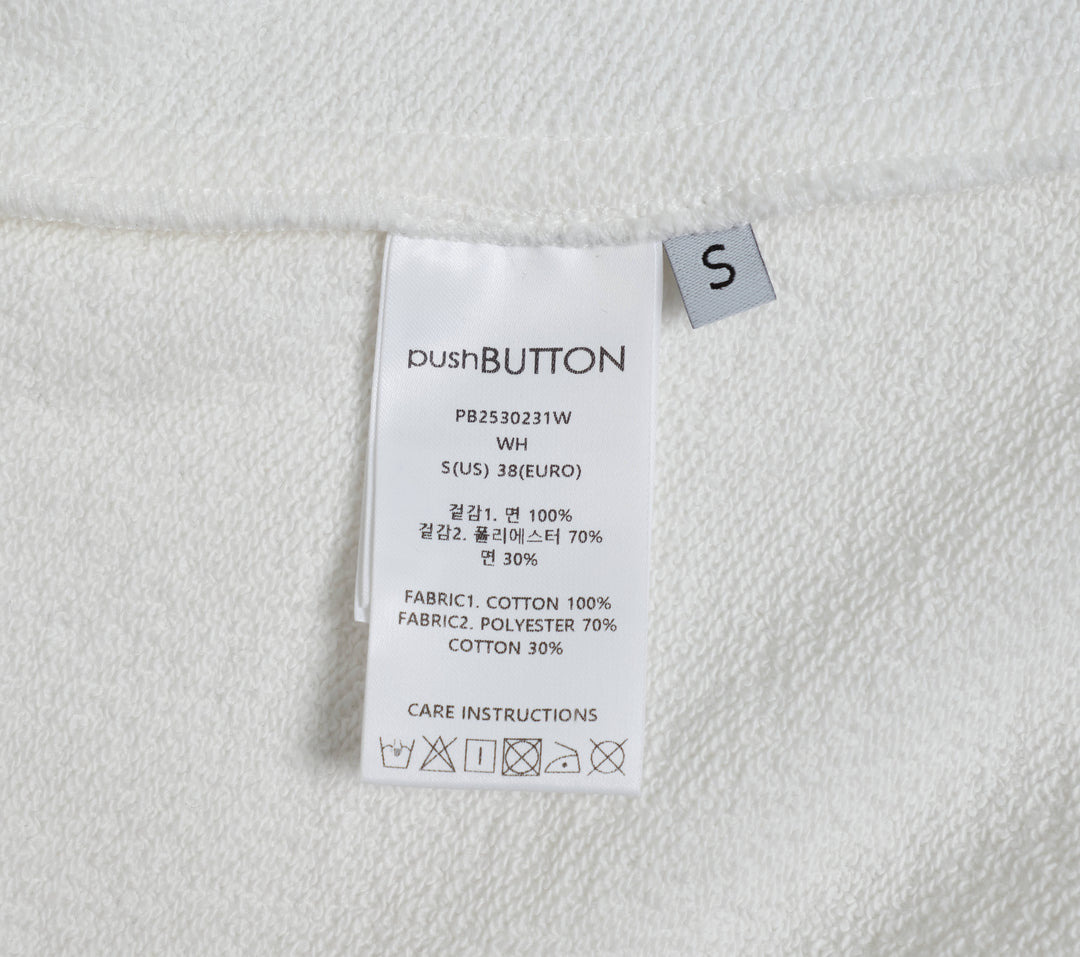 S
pushBUTTON
PB2530231W
WH
S(US) 38(EURO)
겉감1. 면 100%
겉감2. 폴리에스터 70%
면 30%
FABRIC1. COTTON 100%
FABRIC2. POLYESTER 70%
COTTON 30%
CARE INSTRUCTIONS